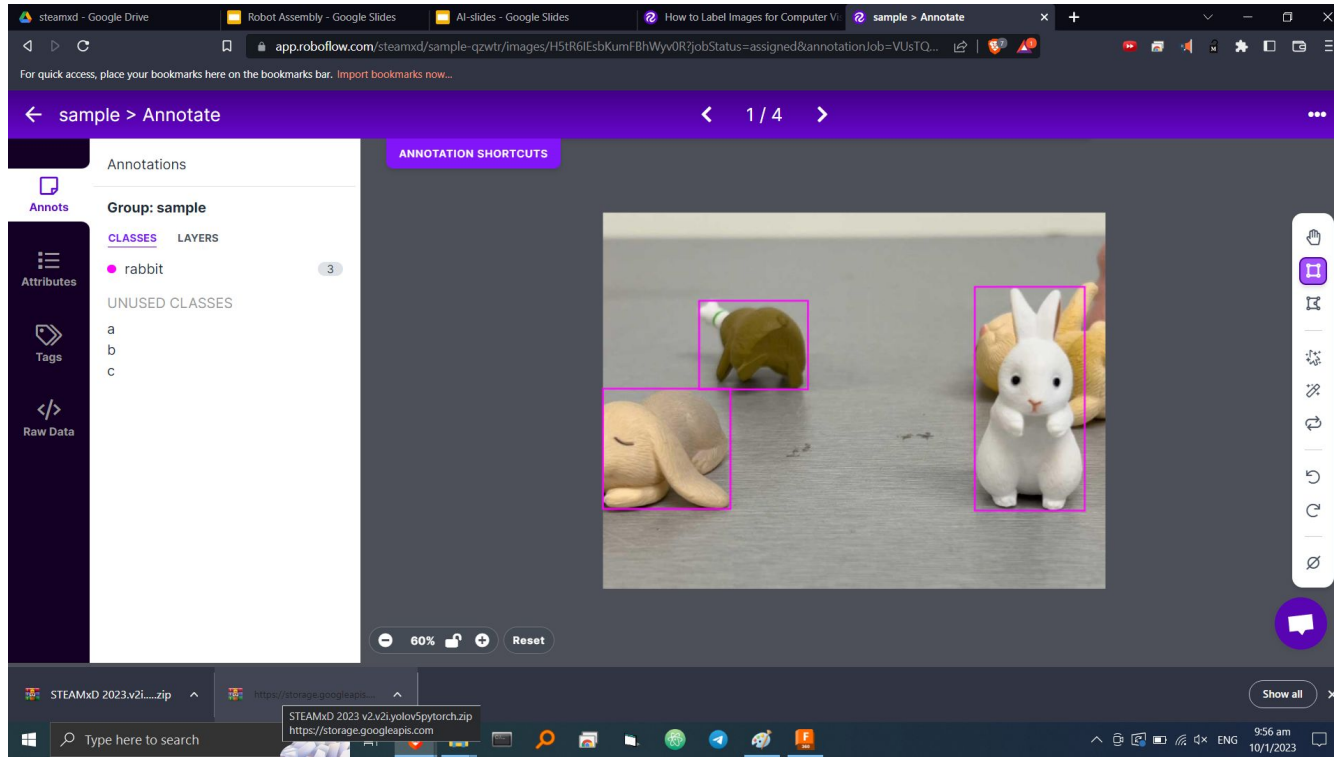 steamxd - Google Drive
Robot Assembly - Google Slides
AI-slides - Google Slides
How to Label Images for Computer Vi
sample > Annotate
app.roboflow.com/steamxd/sample-qzwtr/images/H5tR6IEsbKumFBhWyv0R?jobStatus=assigned&annotationJob=VUsTQ...
For quick access, place your bookmarks here on the bookmarks bar. Import bookmarks now...
sample > Annotate
1 / 4
Annots
Attributes
Tags
Raw Data
Annotations
Group: sample
CLASSES LAYERS
rabbit 3
UNUSED CLASSES
a
b
c
ANNOTATION SHORTCUTS
60%
Reset
STEAMxD 2023.v2i.....zip
https://storage.googleapis....
Show all
STEAMxD 2023 v2.v2i.yolov5pytorch.zip
https://storage.googleapis.com
Type here to search
ENG
9:56 am
10/1/2023